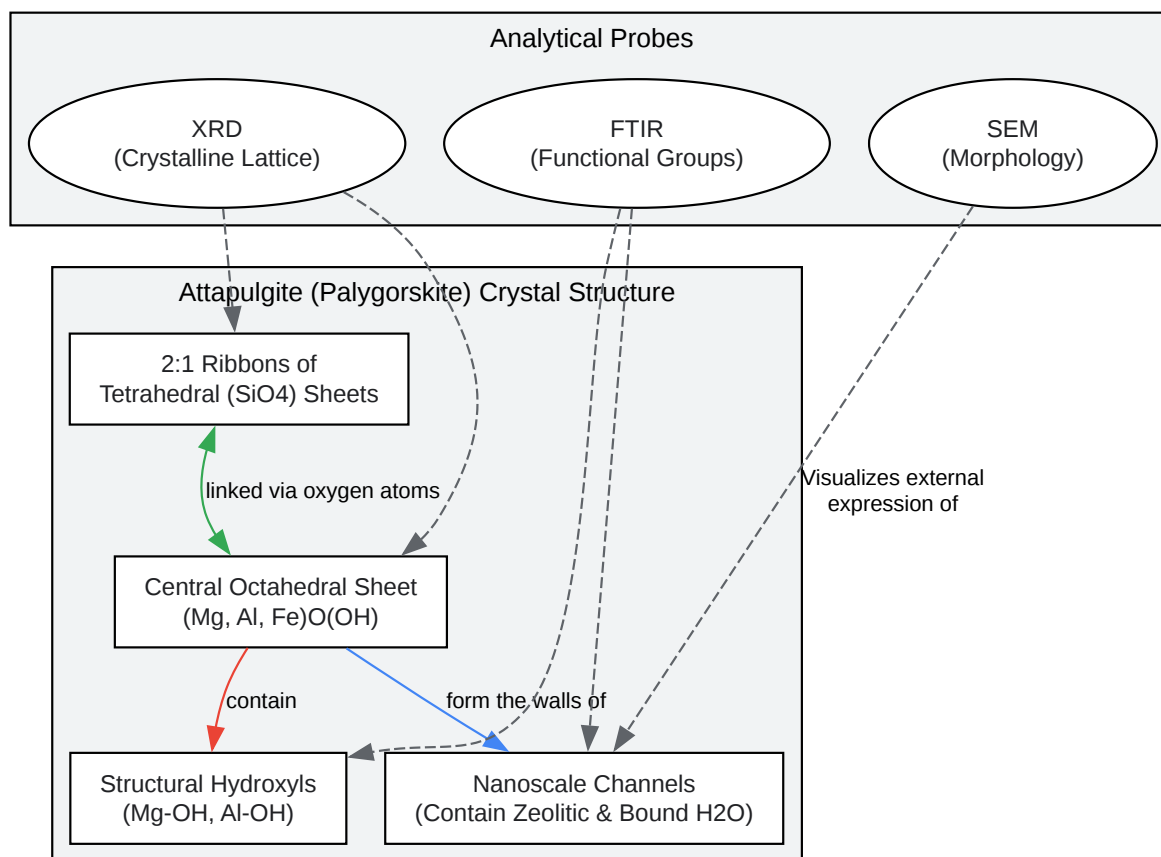 Analytical Probes
XRD
(Crystalline Lattice)
FTIR
(Functional Groups)
SEM
(Morphology)
Attapulgite (Palygorskite) Crystal Structure
2:1 Ribbons of
Tetrahedral (SiO4) Sheets
linked via oxygen atoms
Visualizes external
expression of
Central Octahedral Sheet
(Mg, Al, Fe)O(OH)
contain
form the walls of
Structural Hydroxyls
(Mg-OH, Al-OH)
Nanoscale Channels
(Contain Zeolitic & Bound H2O)